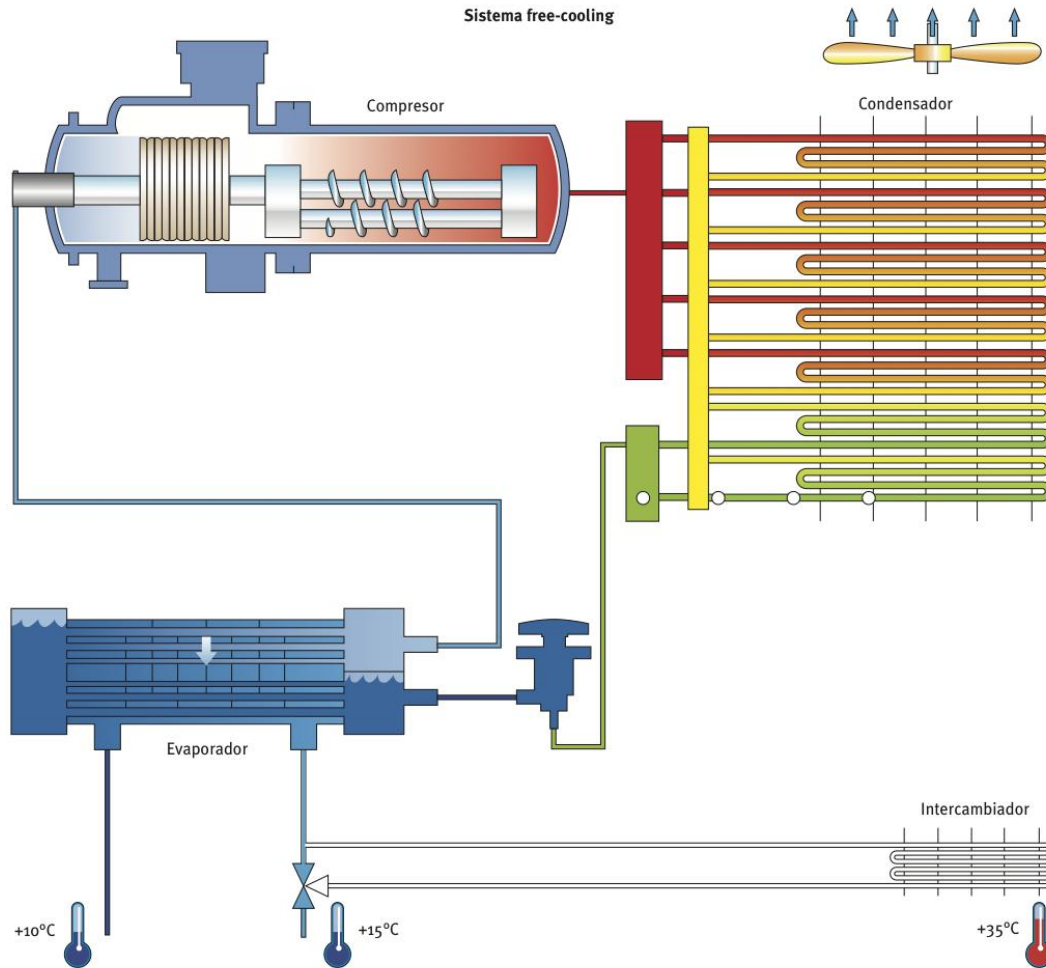 Sistema free-cooling
Compresor
Condensador
Evaporador
Intercambiador
+10°C
+15°C
+35°C